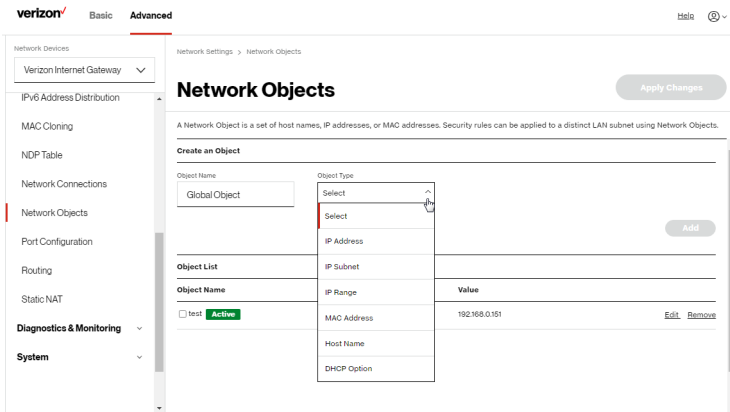 verizon
Basic
Advanced
Help
Network Devices
Verizon Internet Gateway
IPv6 Address Distribution
MAC Cloning
NDP Table
Network Connections
Network Objects
Port Configuration
Routing
Static NAT
Diagnostics & Monitoring
System
Network Settings > Network Objects
Network Objects
Apply Changes
A Network Object is a set of host names, IP addresses, or MAC addresses. Security rules can be applied to a distinct LAN subnet using Network Objects.
Create an Object
Object Name
Object Type
Global Object
Select
Select
IP Address
IP Subnet
IP Range
MAC Address
Host Name
DHCP Option
Add
Object List
Object Name
Value
test Active
192.168.0.151
Edit Remove